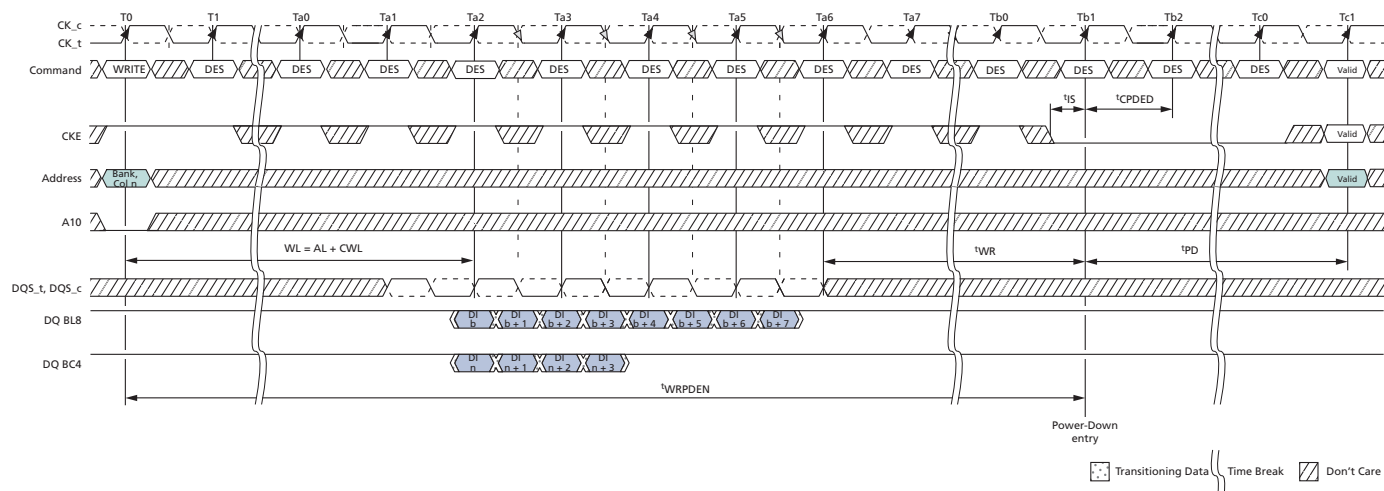 T0 T1 Ta0 Ta1 Ta2 Ta3 Ta4 Ta5 Ta6 Ta7 Tb0 Tb1 Tb2 Tc0 Tc1
CK_c
CK_t
Command WRITE DES DES DES DES DES DES DES DES DES DES DES DES DES Valid
tIS tCPDED
CKE Valid
Address Bank, Col n Valid
A10
WL = AL + CWL tWR tPD
DQS_t, DQS_c
DQ BL8 DI b DI b + 1 DI b + 2 DI b + 3 DI b + 4 DI b + 5 DI b + 6 DI b + 7
DQ BC4 DI n DI n + 1 DI n + 2 DI n + 3
tWRPDEN
Power-Down
entry
Transitioning Data Time Break Don't Care